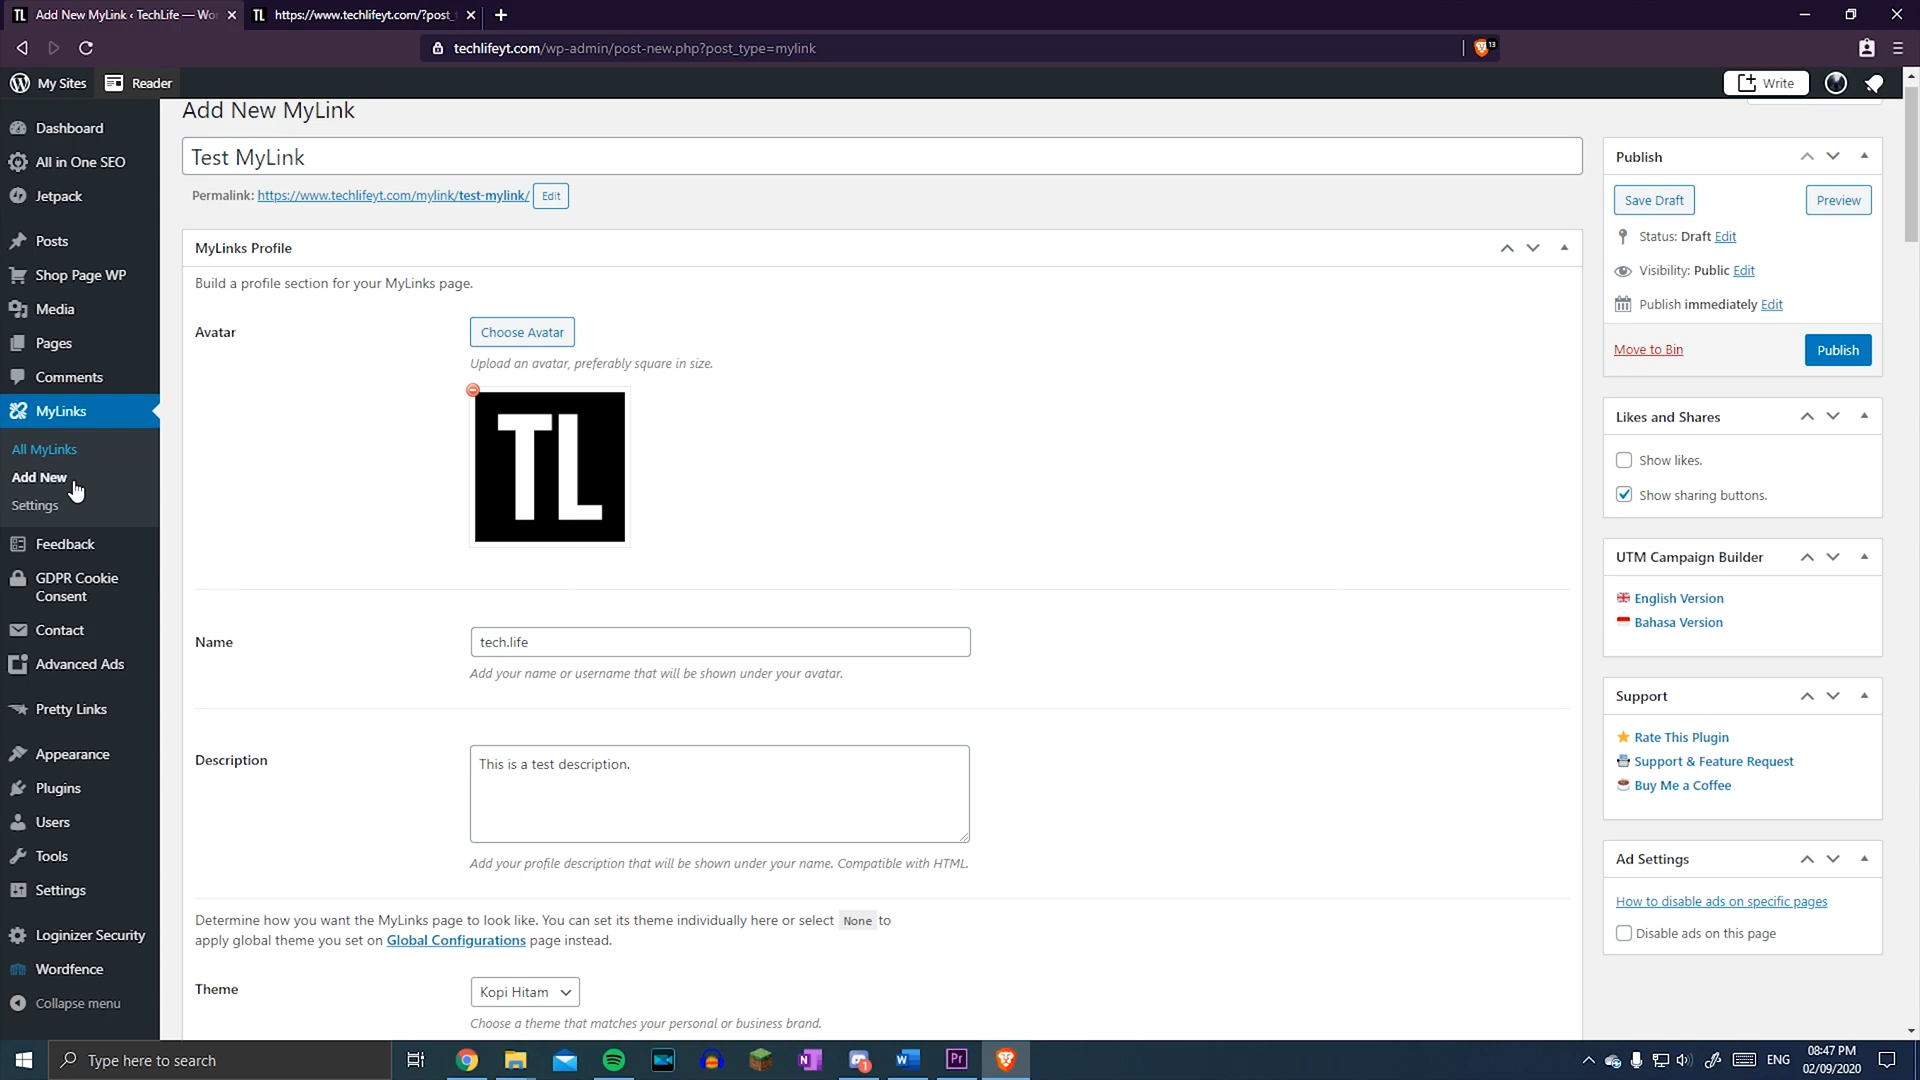 TL Add New MyLink ‹ TechLife — Wo
TL https://www.techlifeyt.com/?post_
techlifeyt.com/wp-admin/post-new.php?post_type=mylink
13
My Sites
Reader
Write
Dashboard
All in One SEO
Jetpack
Posts
Shop Page WP
Media
Pages
Comments
MyLinks
All MyLinks
Add New
Settings
Feedback
GDPR Cookie
Consent
Contact
Advanced Ads
Pretty Links
Appearance
Plugins
Users
Tools
Settings
Loginizer Security
Wordfence
Collapse menu
Add New MyLink
Test MyLink
Permalink: https://www.techlifeyt.com/mylink/test-mylink/ Edit
MyLinks Profile
Build a profile section for your MyLinks page.
Avatar
Choose Avatar
Upload an avatar, preferably square in size.
TL
Name
tech.life
Add your name or username that will be shown under your avatar.
Description
This is a test description.
Add your profile description that will be shown under your name. Compatible with HTML.
Determine how you want the MyLinks page to look like. You can set its theme individually here or select None to
apply global theme you set on Global Configurations page instead.
Theme
Kopi Hitam
Choose a theme that matches your personal or business brand.
Publish
Save Draft
Preview
Status: Draft Edit
Visibility: Public Edit
Publish immediately Edit
Move to Bin
Publish
Likes and Shares
Show likes.
Show sharing buttons.
UTM Campaign Builder
English Version
Bahasa Version
Support
Rate This Plugin
Support & Feature Request
Buy Me a Coffee
Ad Settings
How to disable ads on specific pages
Disable ads on this page
Type here to search
N
1
W
Pr
ENG
08:47 PM
02/09/2020